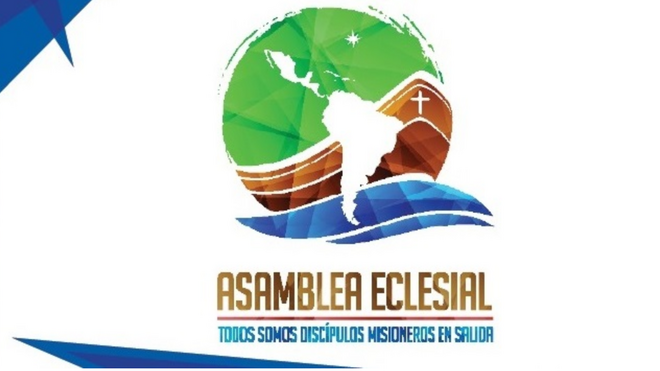 ASAMBLEA ECLESIAL
TODOS SOMOS DISCÍPULOS MISIONEROS EN SALIDA